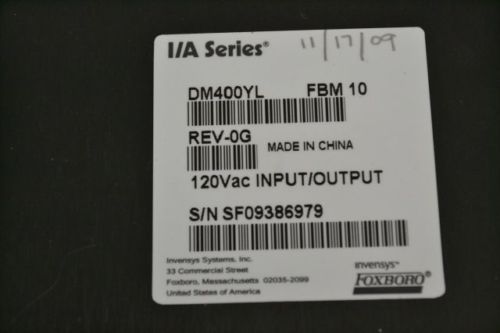 I/A Series® 11/17/09
DM400YL FBM 10
REV-0G MADE IN CHINA
120Vac INPUT/OUTPUT
S/N SF09386979
Invensys Systems, Inc.
33 Commercial Street
Foxboro, Massachusetts 02035-2099
United States of America
invensys™
FOXBORO®